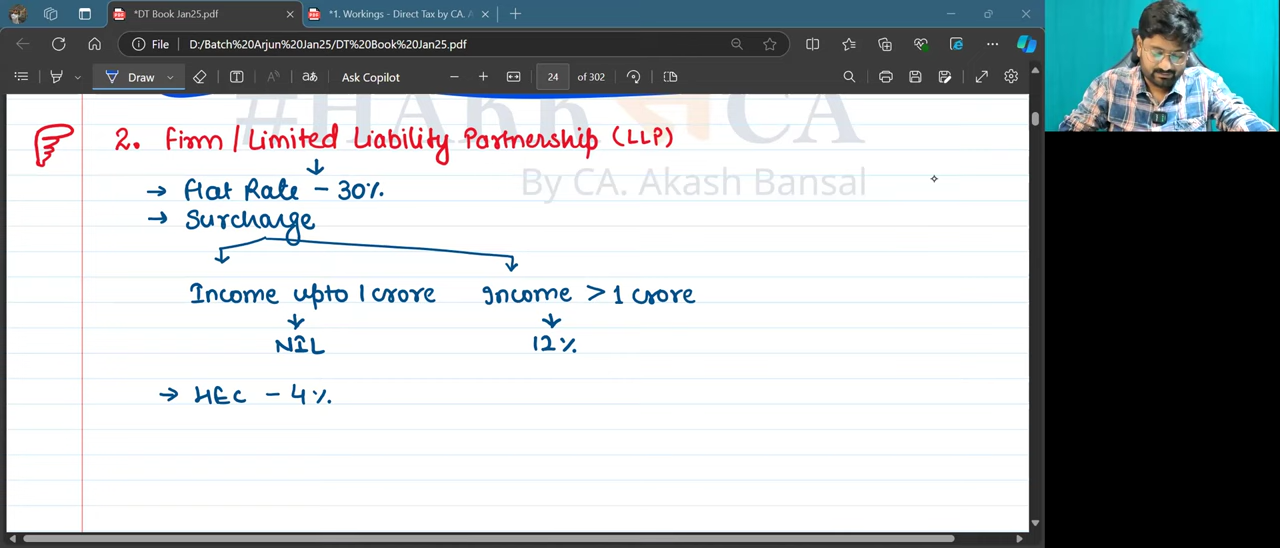 *DT Book Jan25.pdf
*1. Workings - Direct Tax by CA. A
File
D:/Batch%20Arjun%20Jan25/DT%20Book%20Jan25.pdf
Draw
Ask Copilot
24 of 302
By CA. Akash Bansal
2. Firm / Limited Liability Partnership (LLP)
→ Flat Rate - 30%
→ Surcharge
Income upto 1 crore
Income > 1 crore
NIL
12%
→ HEC - 4%